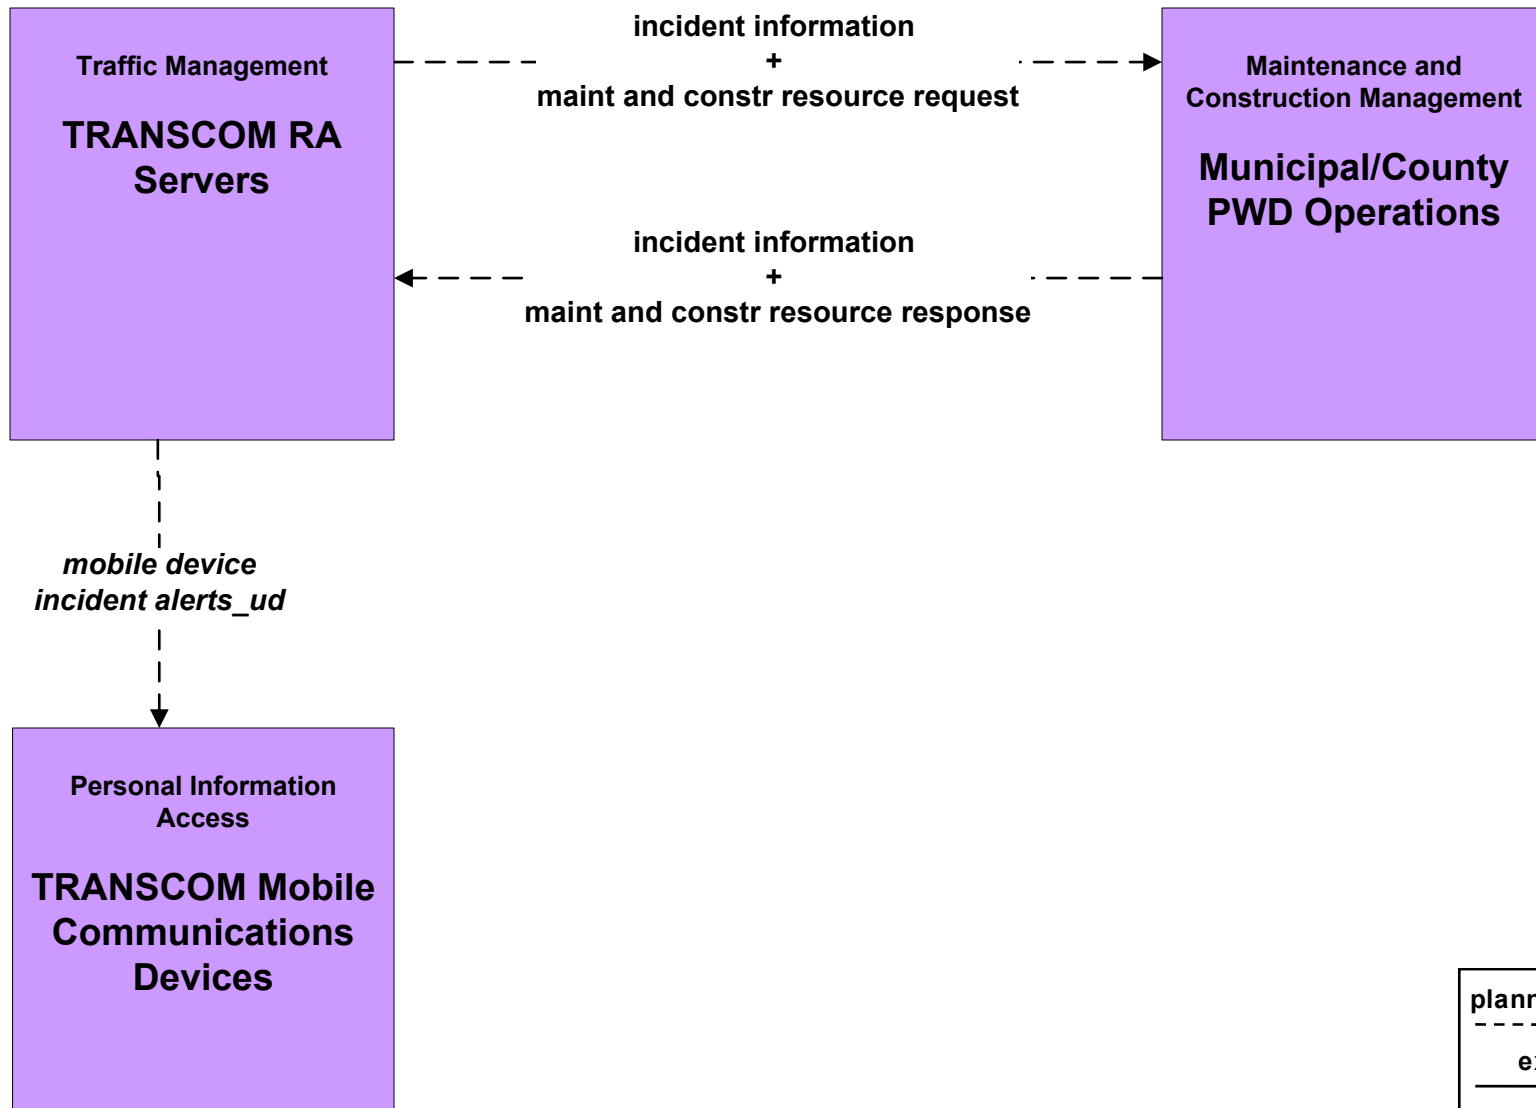 Traffic Management
TRANSCOM RA
Servers
incident information
+
maint and constr resource request
Maintenance and
Construction Management
Municipal/County
PWD Operations
incident information
+
maint and constr resource response
mobile device
incident alerts_ud
Personal Information
Access
TRANSCOM Mobile
Communications
Devices